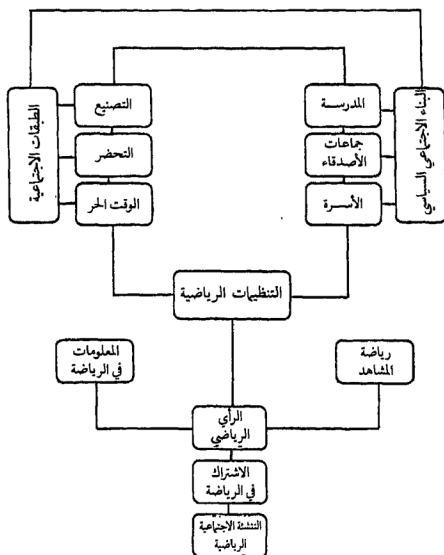 البناء الاجتماعي السياسي
المدرسة
جماعات
الأصدقاء
الأسرة
التصنيع
التحضر
الوقت الحر
الطبقات الاجتماعية
التنظيمات الرياضية
رياضة
المشاهد
المعلومات
في الرياضة
الرأي
الرياضي
الاشتراك
في الرياضة
التنشئة الاجتماعية
الرياضية